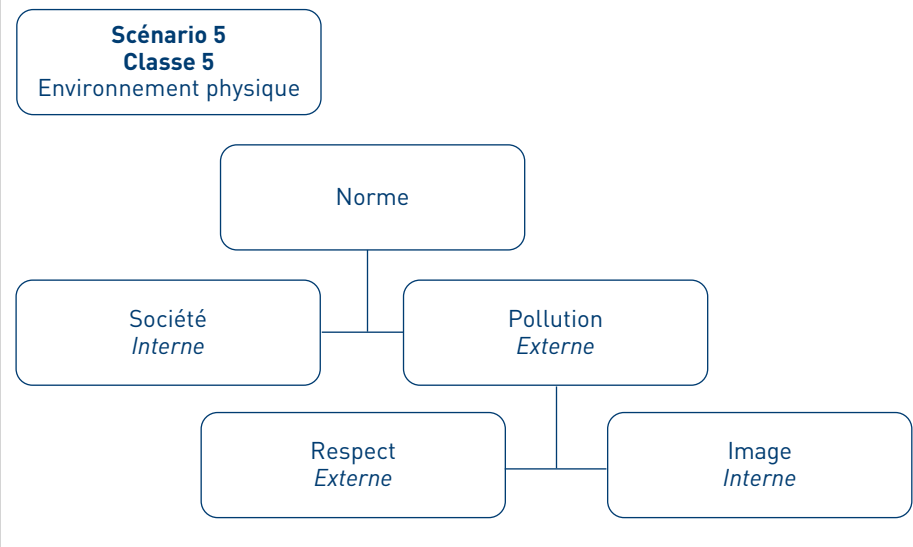 Scénario 5
Classe 5
Environnement physique
Norme
Société
Interne
Pollution
Externe
Respect
Externe
Image
Interne